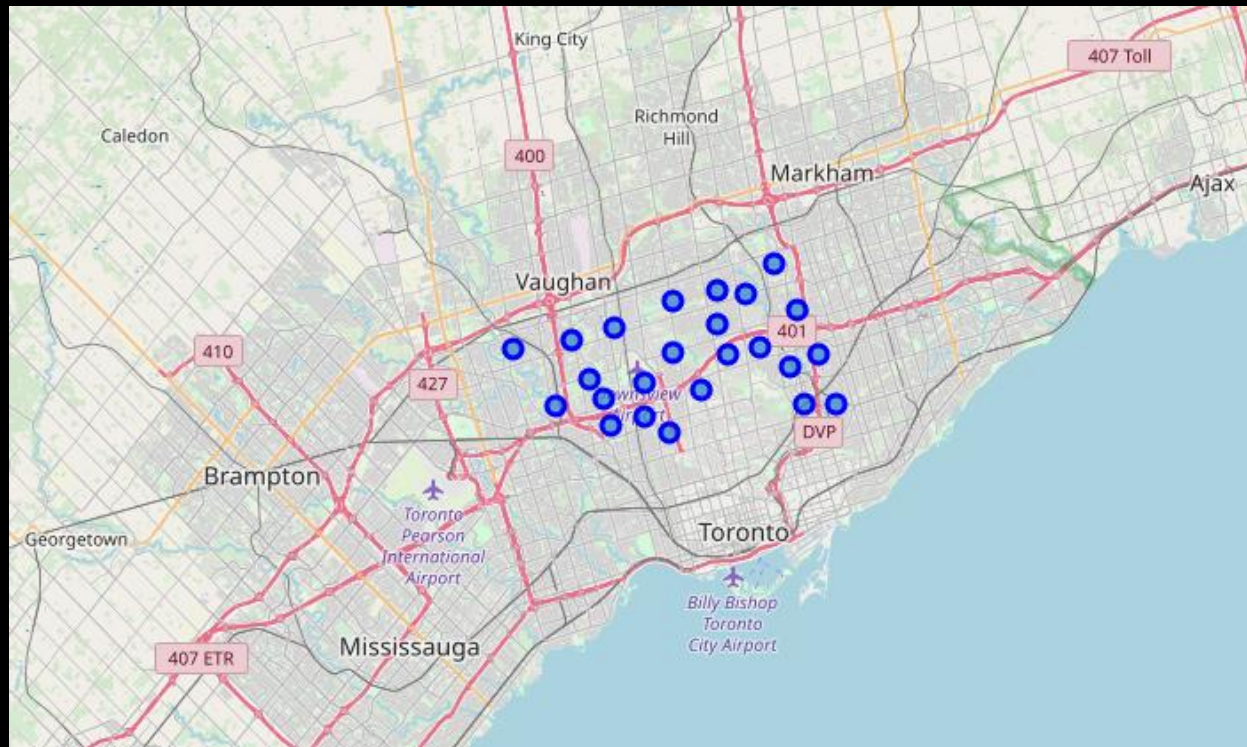 King City
407 Toll
Richmond
Hill
Caledon
400
Markham
Ajax
Vaughan
401
410
427
Airport
DVP
Brampton
Toronto
Pearson
International
Airport
Georgetown
Toronto
Billy Bishop
Toronto
City Airport
Mississauga
407 ETR